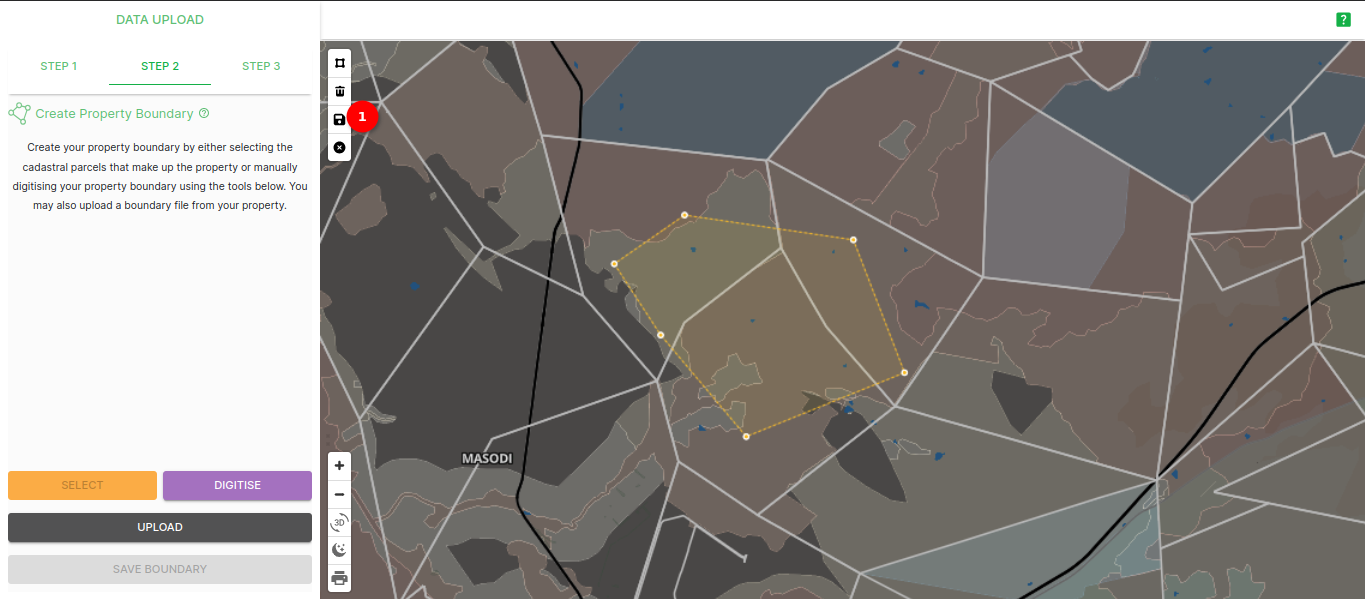 DATA UPLOAD
?
STEP 1
STEP 2
STEP 3
Create Property Boundary ?
Create your property boundary by either selecting the
cadastral parcels that make up the property or manually
digitising your property boundary using the tools below. You
may also upload a boundary file from your property.
1
MASODI
SELECT
DIGITISE
UPLOAD
SAVE BOUNDARY
+
−
3D